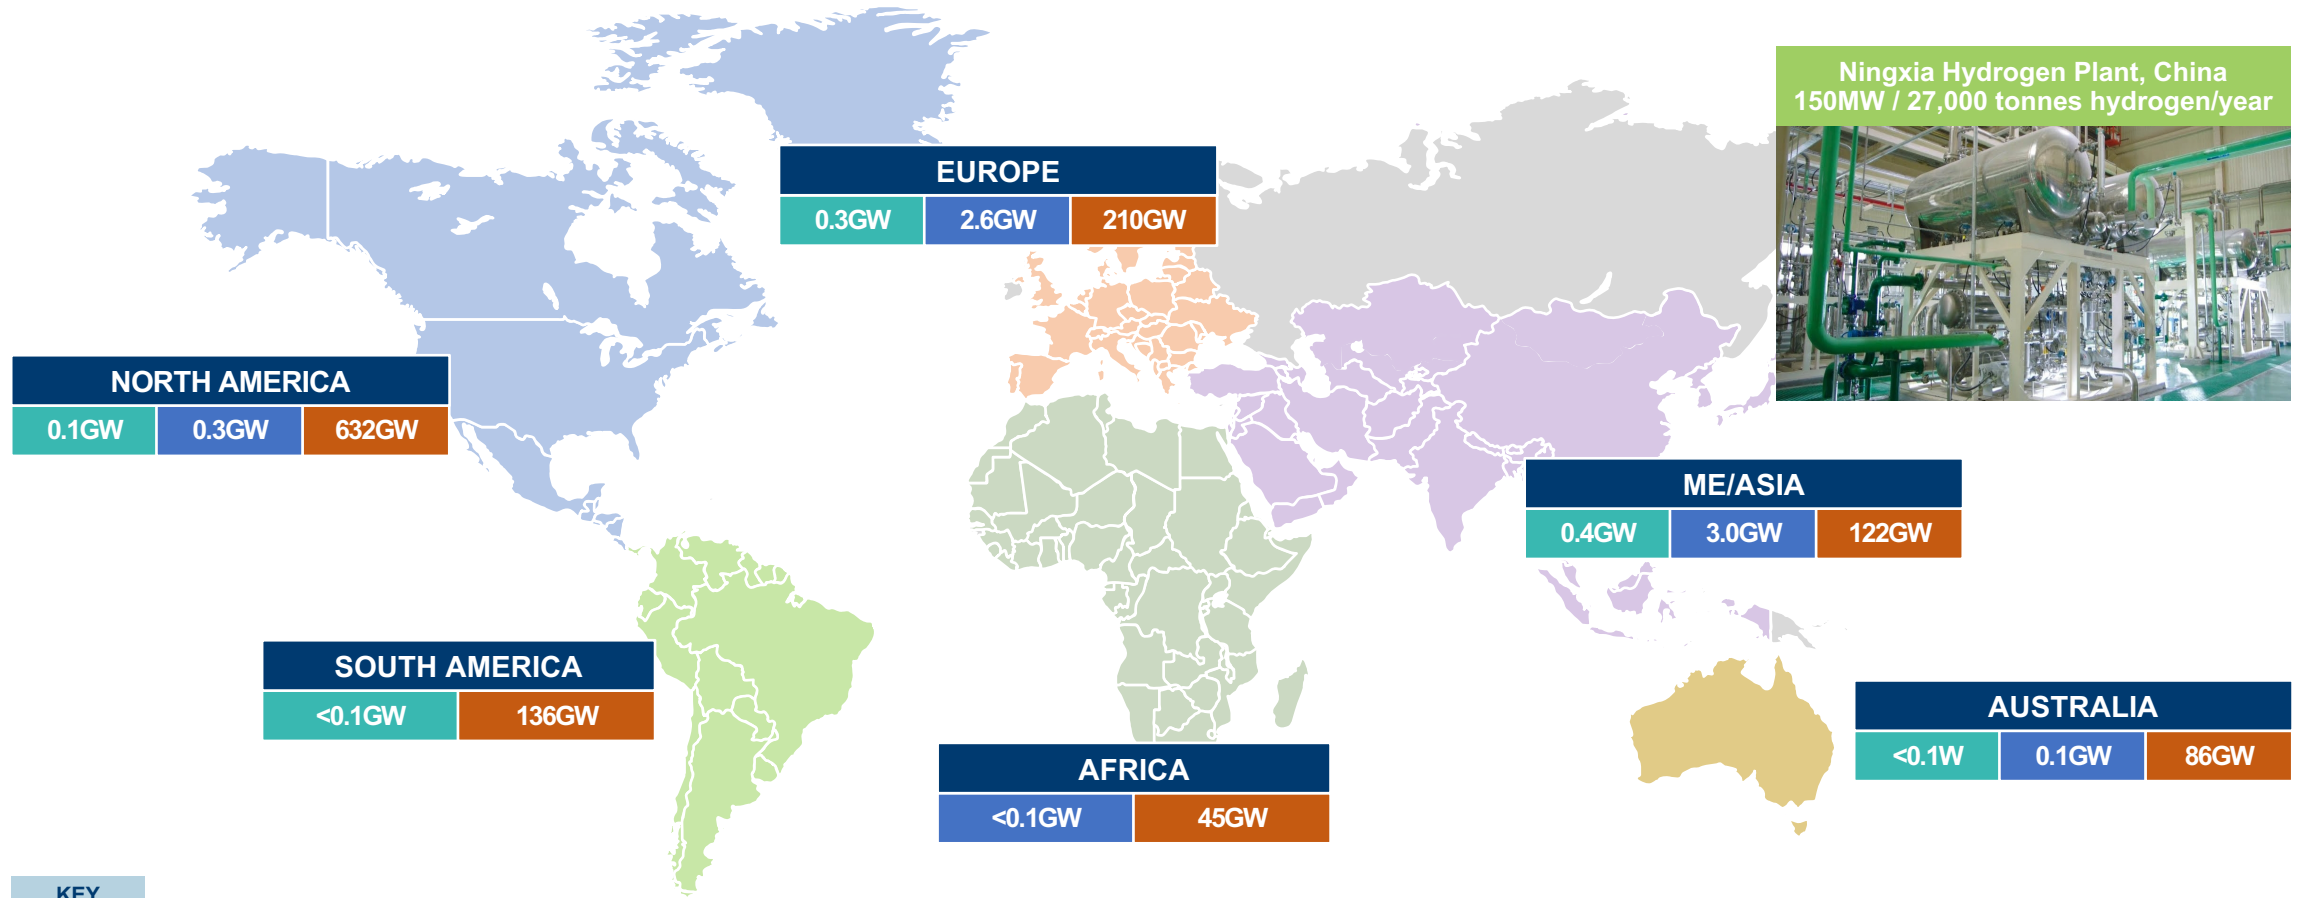 Ningxia Hydrogen Plant, China
150MW / 27,000 tonnes hydrogen/year
EUROPE
0.3GW 2.6GW 210GW
NORTH AMERICA
0.1GW 0.3GW 632GW
ME/ASIA
0.4GW 3.0GW 122GW
SOUTH AMERICA
<0.1GW 136GW
AUSTRALIA
<0.1W 0.1GW 86GW
AFRICA
<0.1GW 45GW
KEY